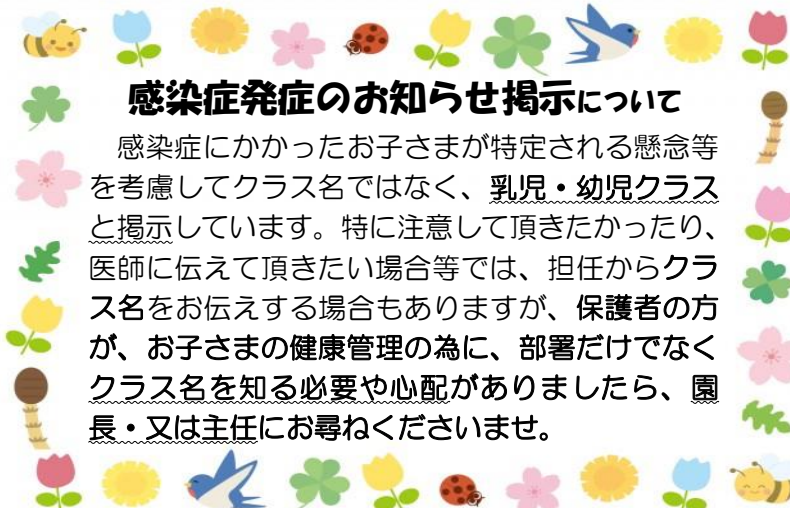 感染症発症のお知らせ掲示について
　感染症にかかったお子さまが特定される懸念等
を考慮してクラス名ではなく、乳児・幼児クラス
と掲示しています。特に注意して頂きたかったり、
医師に伝えて頂きたい場合等では、担任からクラ
ス名をお伝えする場合もありますが、保護者の方
が、お子さまの健康管理の為に、部署だけでなく
クラス名を知る必要や心配がありましたら、園
長・又は主任にお尋ねくださいませ。